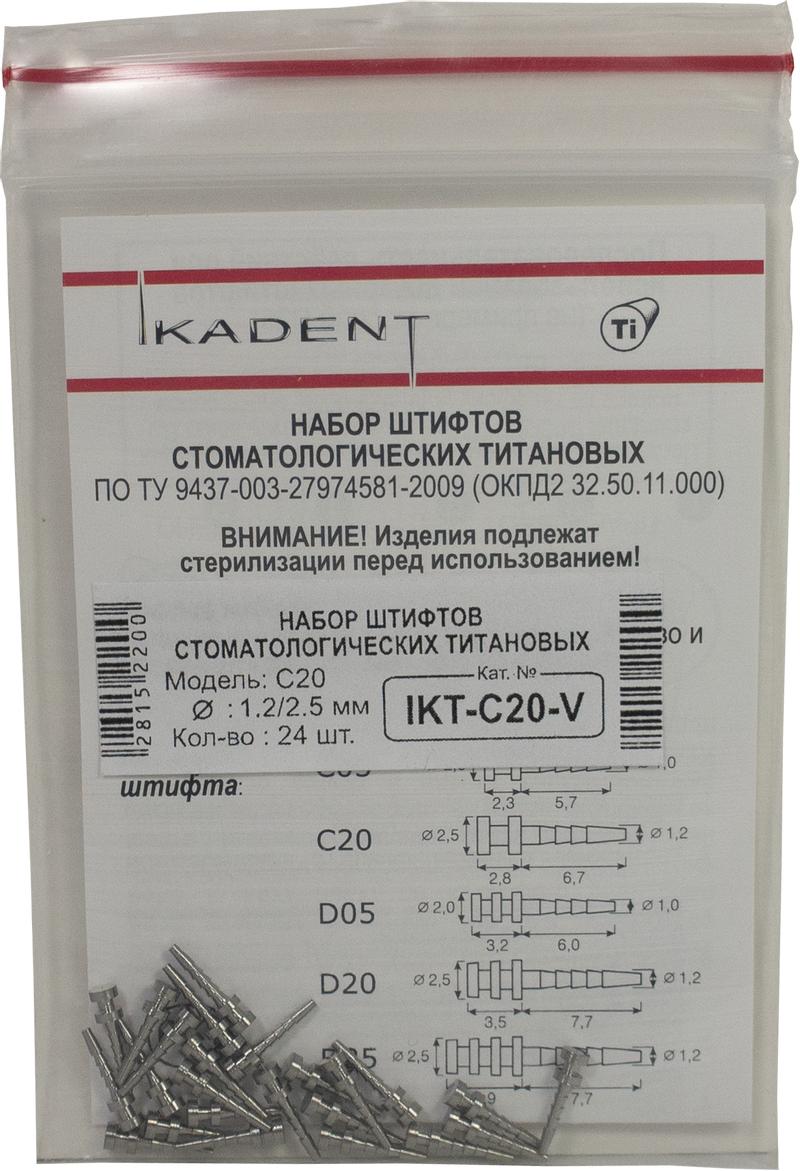 IKADENT
Ti
НАБОР ШТИФТОВ
СТОМАТОЛОГИЧЕСКИХ ТИТАНОВЫХ
ПО ТУ 9437-003-27974581-2009 (ОКПД2 32.50.11.000)
ВНИМАНИЕ! Изделия подлежат
стерилизации перед использованием!
28152200
НАБОР ШТИФТОВ
СТОМАТОЛОГИЧЕСКИХ ТИТАНОВЫХ
Модель: C20
Ø : 1.2/2.5 мм
Кол-во : 24 шт.
Кат. №
IKT-C20-V
штифта:
2,3 5,7
C20 Ø 2,5 Ø 1,2
2,8 6,7
D05 Ø 2,0 Ø 1,0
3,2 6,0
D20 Ø 2,5 Ø 1,2
3,5 7,7
Ø 2,5 Ø 1,2
7,7